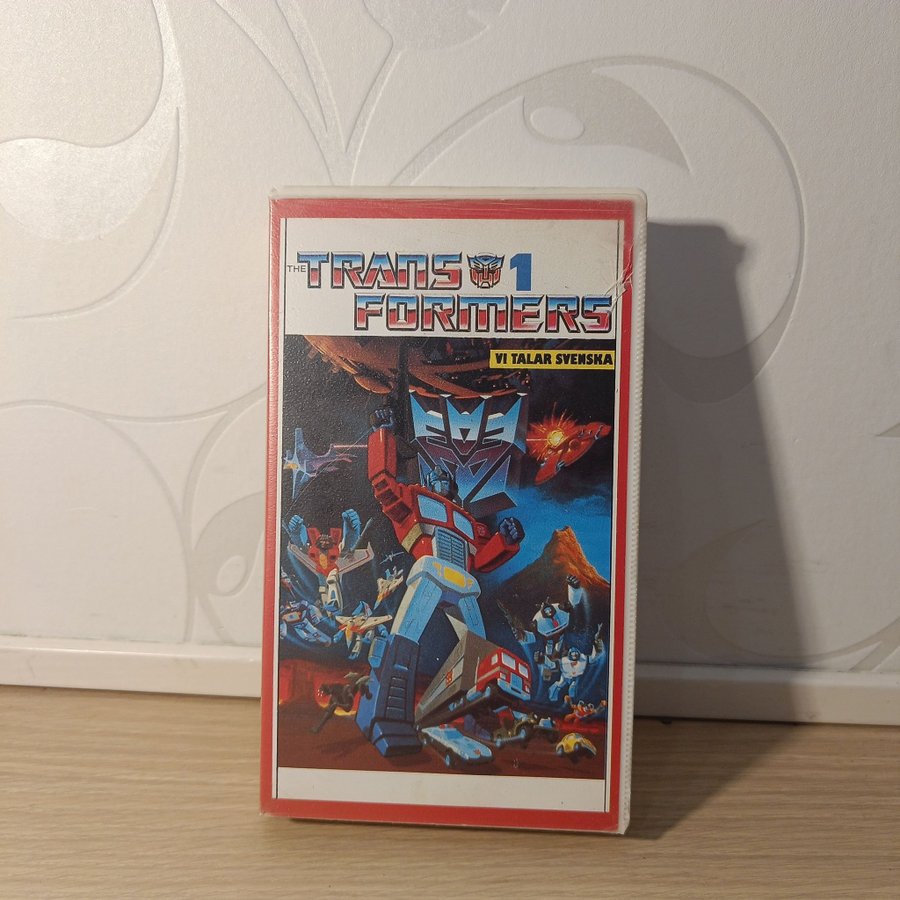 THE TRANS 1
FORMERS
VI TALAR SVENSKA